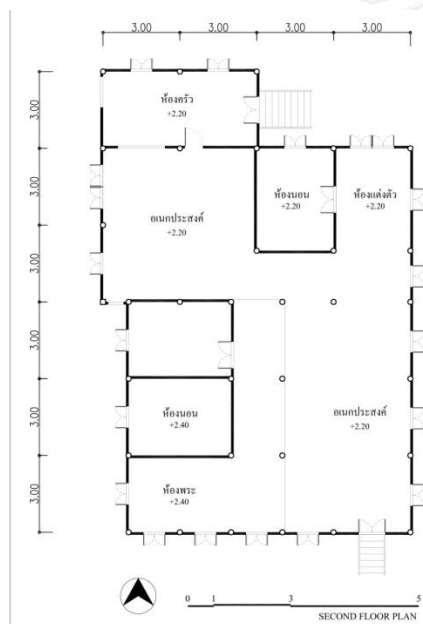 3.00 3.00 3.00 3.00
3.00
3.00
3.00
3.00
3.00
3.00
ห้องครัว
+2.20
ห้องนอน
+2.20
ห้องแต่งตัว
+2.20
อเนกประสงค์
+2.20
ห้องนอน
+2.40
อเนกประสงค์
+2.20
ห้องพระ
+2.40
0 1 3 5
SECOND FLOOR PLAN